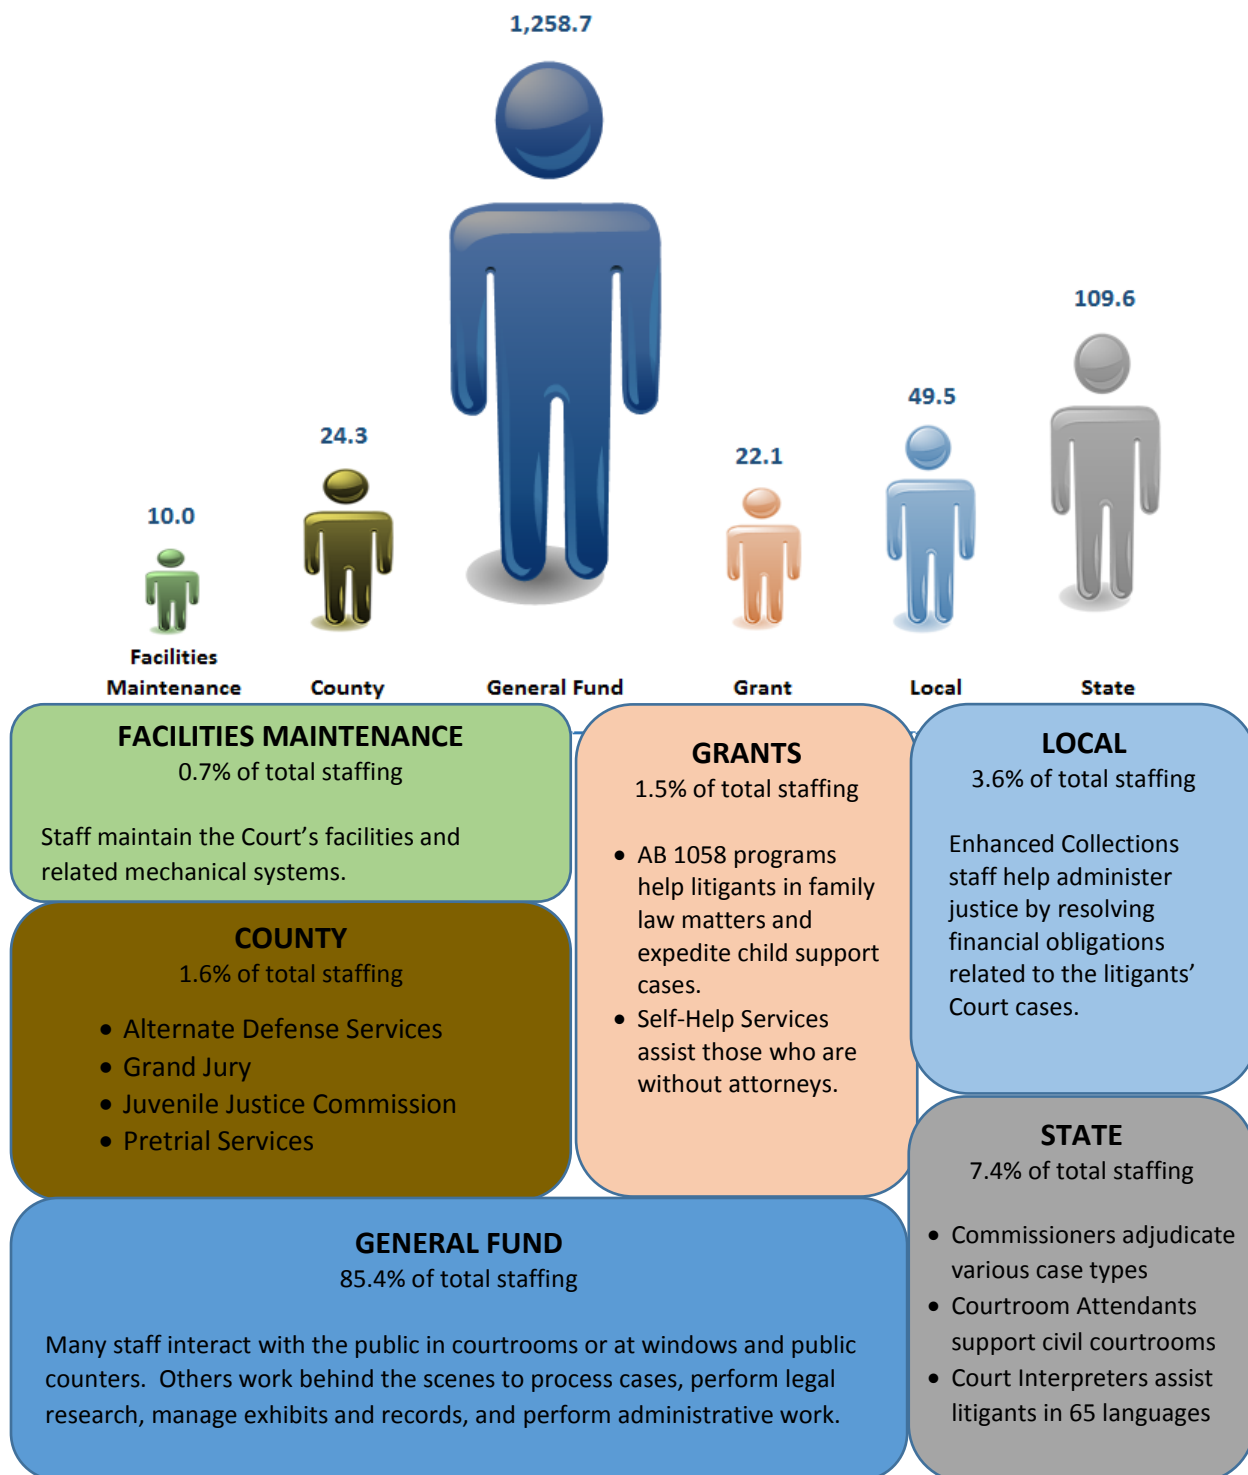 1,258.7
109.6
49.5
24.3
22.1
10.0
Facilities
Maintenance
County
General Fund
Grant
Local
State
FACILITIES MAINTENANCE
0.7% of total staffing
Staff maintain the Court’s facilities and
related mechanical systems.
COUNTY
1.6% of total staffing
• Alternate Defense Services
• Grand Jury
• Juvenile Justice Commission
• Pretrial Services
GRANTS
1.5% of total staffing
• AB 1058 programs
help litigants in family
law matters and
expedite child support
cases.
• Self-Help Services
assist those who are
without attorneys.
LOCAL
3.6% of total staffing
Enhanced Collections
staff help administer
justice by resolving
financial obligations
related to the litigants’
Court cases.
GENERAL FUND
85.4% of total staffing
Many staff interact with the public in courtrooms or at windows and public
counters.  Others work behind the scenes to process cases, perform legal
research, manage exhibits and records, and perform administrative work.
STATE
7.4% of total staffing
• Commissioners adjudicate
various case types
• Courtroom Attendants
support civil courtrooms
• Court Interpreters assist
litigants in 65 languages